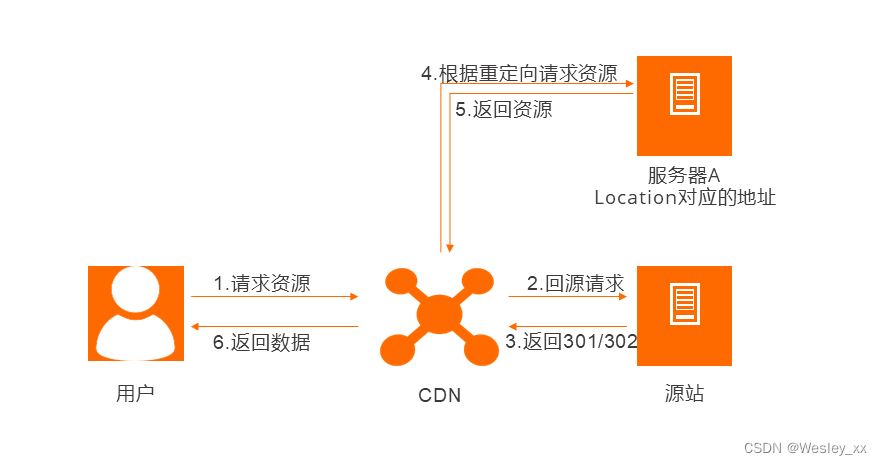 4.根据重定向请求资源
5.返回资源
服务器A
Location对应的地址
1.请求资源
2.回源请求
6.返回数据
3.返回301/302
用户
CDN
源站
CSDN @Wesley_xx